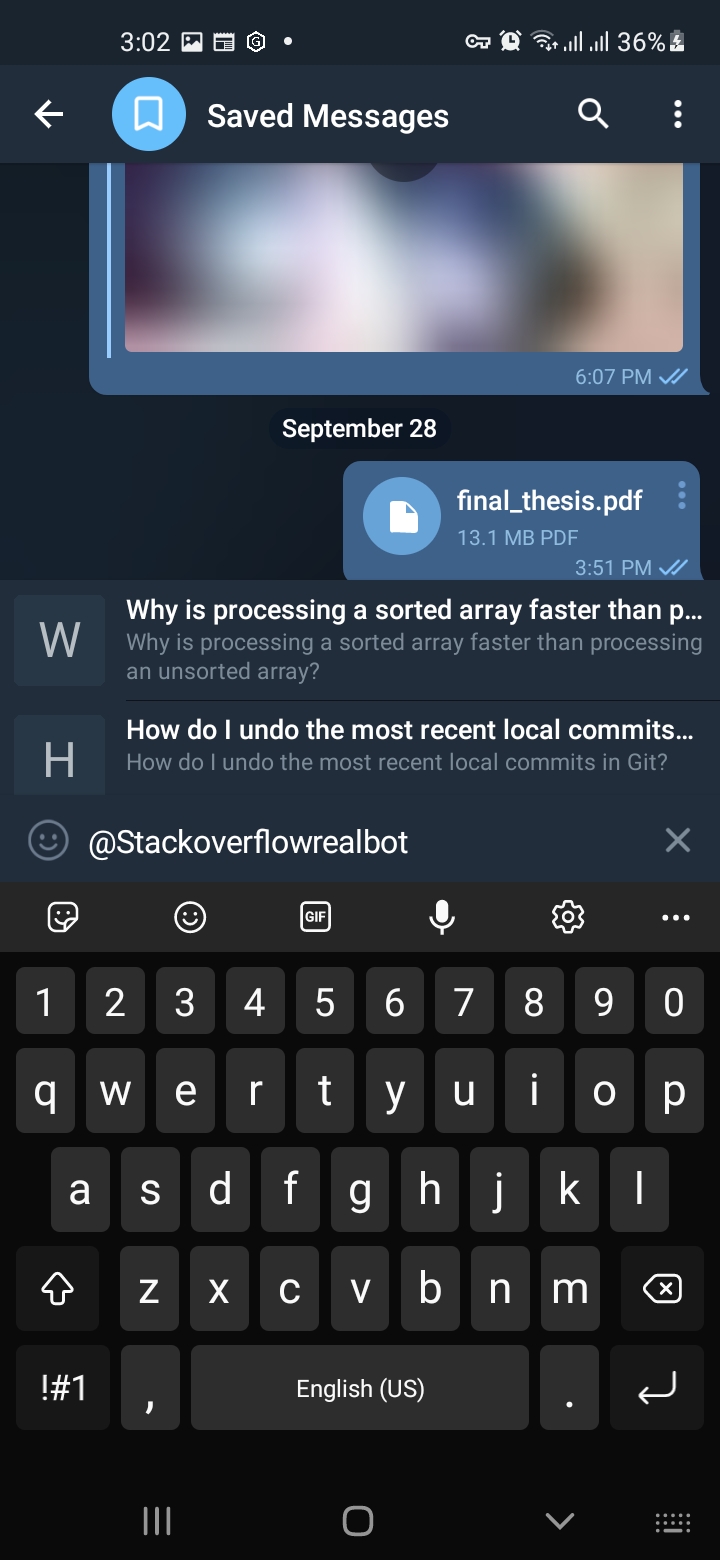 3:02
36%
Saved Messages
6:07 PM
September 28
final_thesis.pdf
13.1 MB PDF
3:51 PM
W
Why is processing a sorted array faster than p...
Why is processing a sorted array faster than processing
an unsorted array?
H
How do I undo the most recent local commits...
How do I undo the most recent local commits in Git?
@Stackoverflowrealbot
GIF
1 2 3 4 5 6 7 8 9 0
q w e r t y u i o p
a s d f g h j k l
z x c v b n m
!#1 , English (US) .